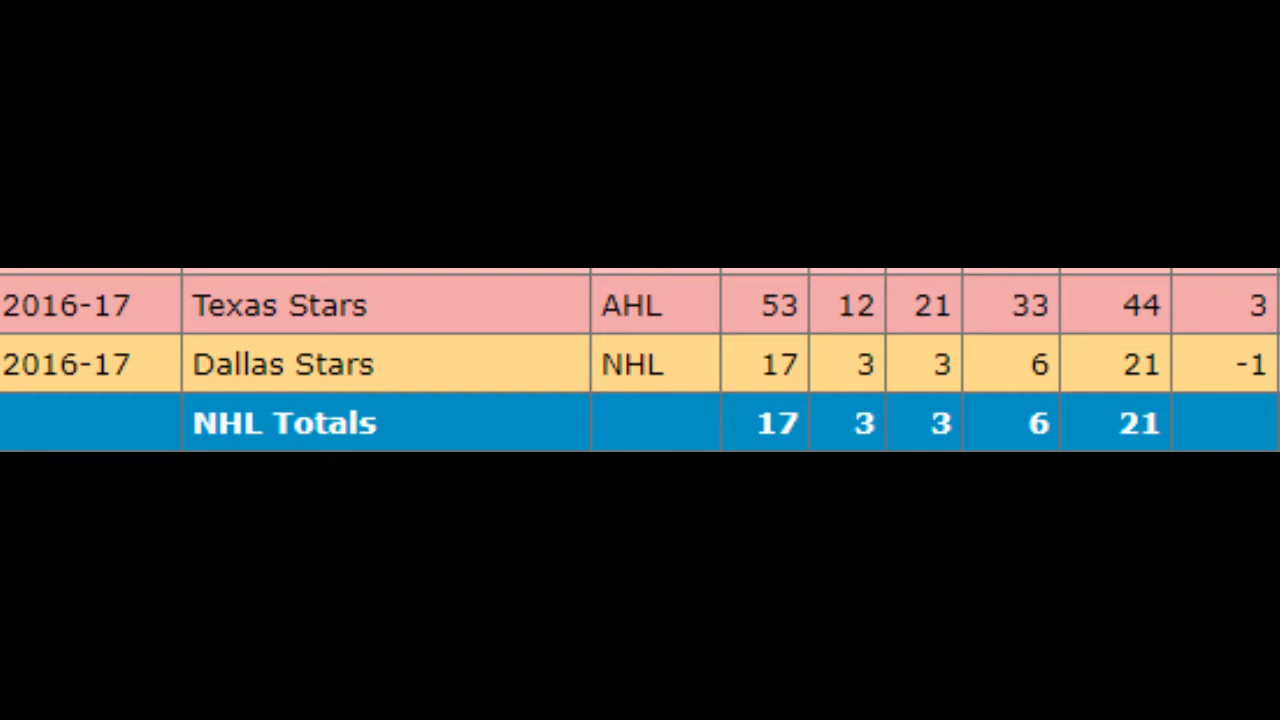 2016-17 Texas Stars AHL 53 12 21 33 44 3
2016-17 Dallas Stars NHL 17 3 3 6 21 -1
NHL Totals 17 3 3 6 21